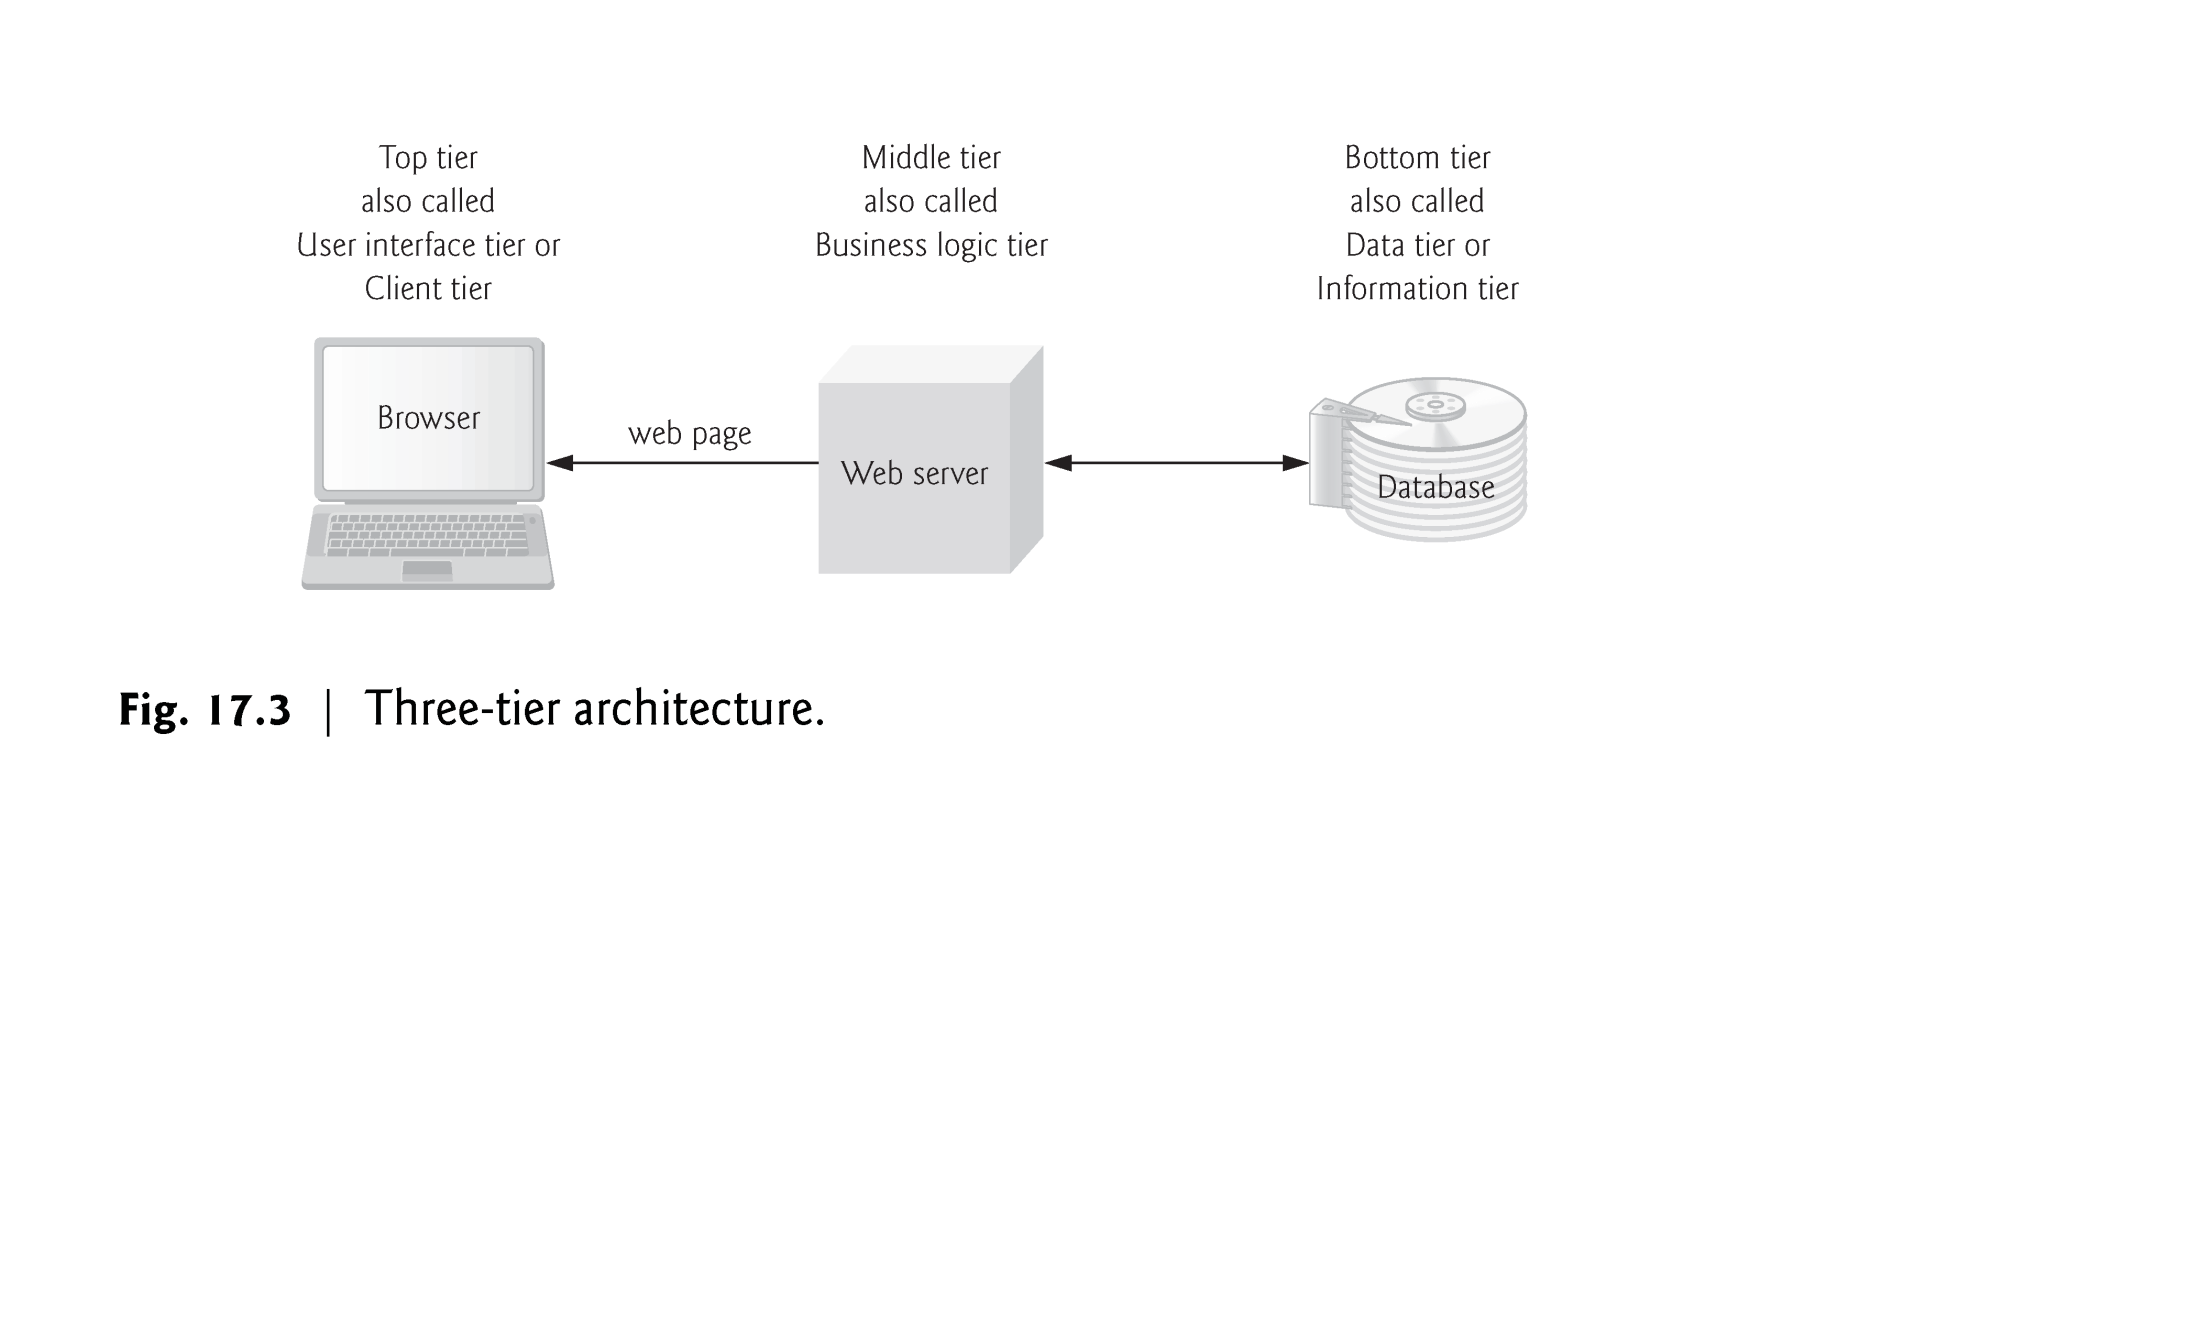 Top tier
also called
User interface tier or
Client tier
Middle tier
also called
Business logic tier
Bottom tier
also called
Data tier or
Information tier
Browser
web page
Web server
Database
Fig. 17.3 | Three-tier architecture.